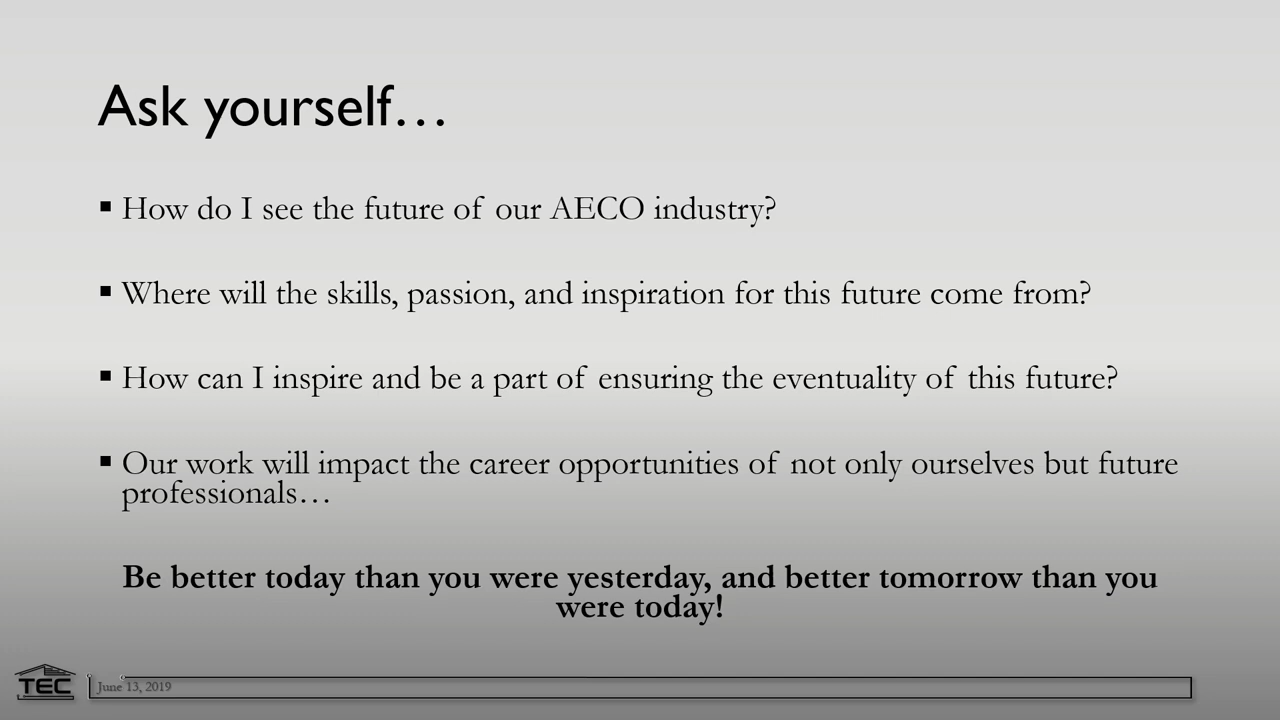 Ask yourself…
▪ How do I see the future of our AECO industry?
▪ Where will the skills, passion, and inspiration for this future come from?
▪ How can I inspire and be a part of ensuring the eventuality of this future?
▪ Our work will impact the career opportunities of not only ourselves but future
professionals…
Be better today than you were yesterday, and better tomorrow than you
were today!
TEC
June 13, 2019